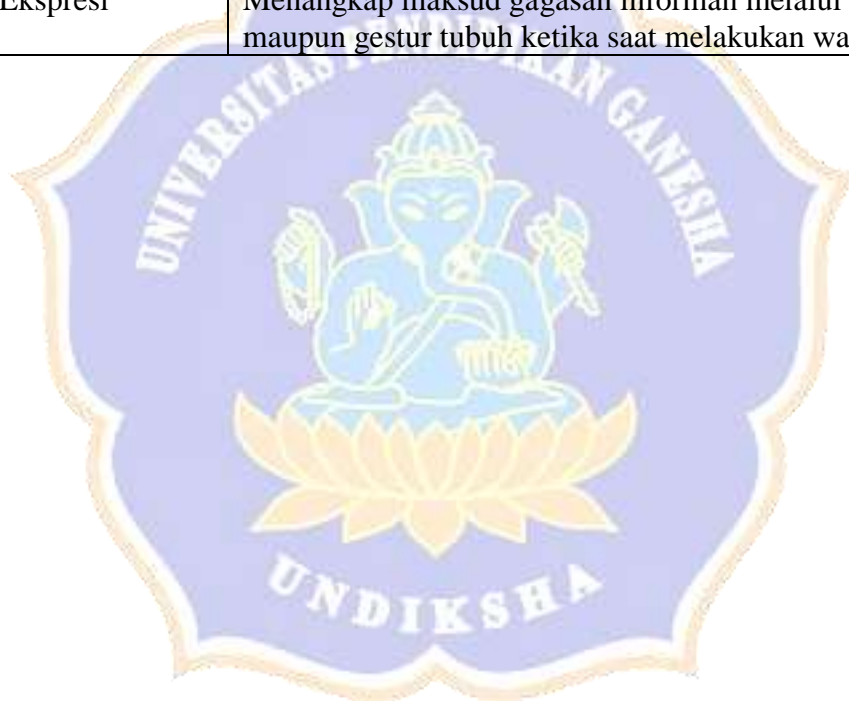 Ekspresi Menangkap maksud gagasan informan melalui
maupun gestur tubuh ketika saat melakukan wa
UNIVERSITAS PENDIDIKAN GANESHA
UNDIKSHA